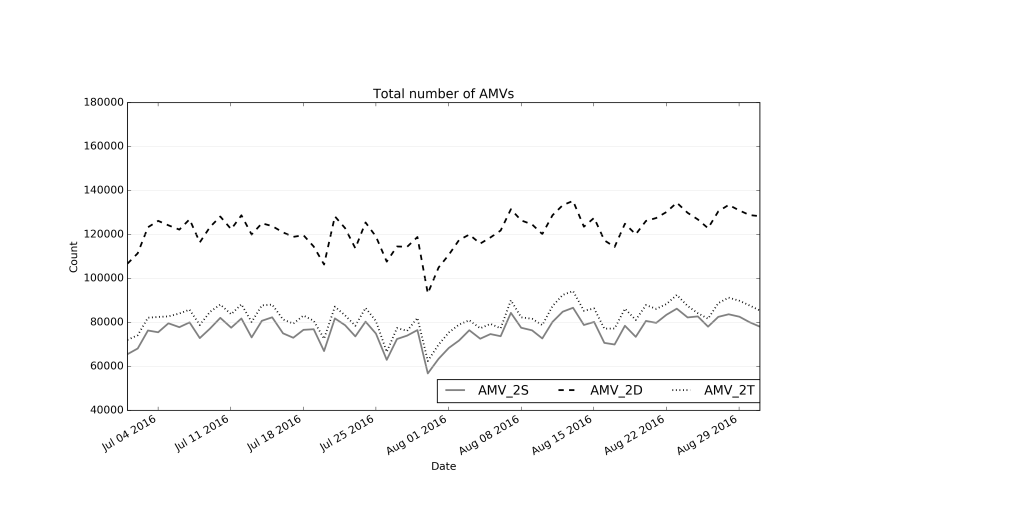 Total number of AMVs
180000
160000
140000
120000
100000
80000
60000
40000
Count
AMV_2S AMV_2D AMV_2T
Jul 04 2016 Jul 11 2016 Jul 18 2016 Jul 25 2016 Aug 01 2016 Aug 08 2016 Aug 15 2016 Aug 22 2016 Aug 29 2016
Date